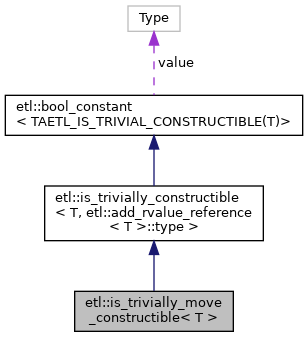 Type
value
etl::bool_constant
< TAETL_IS_TRIVIAL_CONSTRUCTIBLE(T)>
etl::is_trivially_constructible
< T, etl::add_rvalue_reference
< T >::type >
etl::is_trivially_move
_constructible< T >